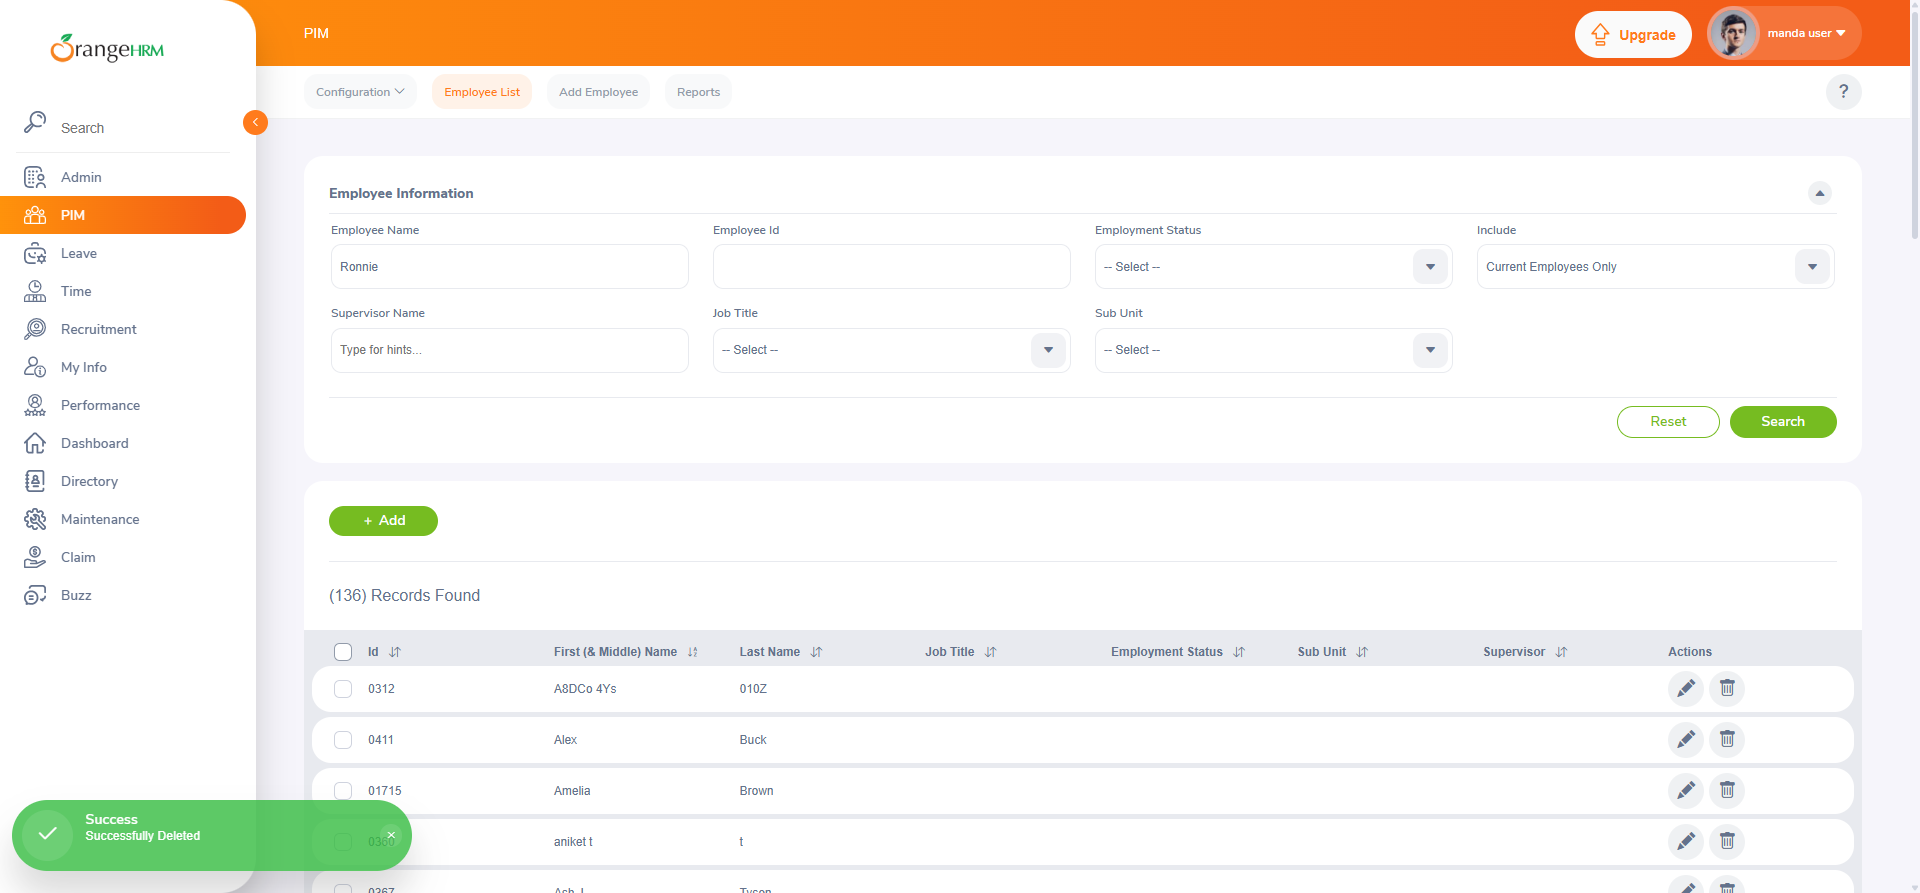 OrangeHRM
PIM
Upgrade
manda user
Configuration
Employee List
Add Employee
Reports
?
Search
Admin
PIM
Leave
Time
Recruitment
My Info
Performance
Dashboard
Directory
Maintenance
Claim
Buzz
Employee Information
Employee Name
Employee Id
Employment Status
Include
Ronnie
-- Select --
Current Employees Only
Supervisor Name
Job Title
Sub Unit
Type for hints...
-- Select --
-- Select --
Reset
Search
+ Add
(136) Records Found
Id First (& Middle) Name Last Name Job Title Employment Status Sub Unit Supervisor Actions
0312 A8DCo 4Ys 010Z
0411 Alex Buck
01715 Amelia Brown
0360 aniket t t
0367 Ash J Tyson
Success
Successfully Deleted
×